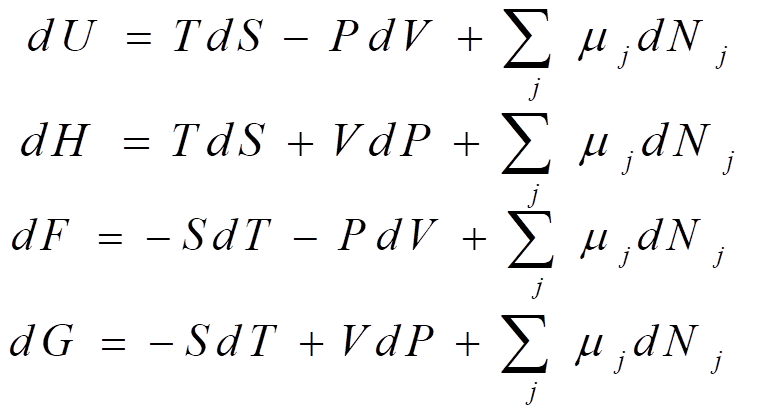 dU = TdS − PdV + ∑_j μ_j dN_j
dH = TdS + VdP + ∑_j μ_j dN_j
dF = −SdT − PdV + ∑_j μ_j dN_j
dG = −SdT + VdP + ∑_j μ_j dN_j